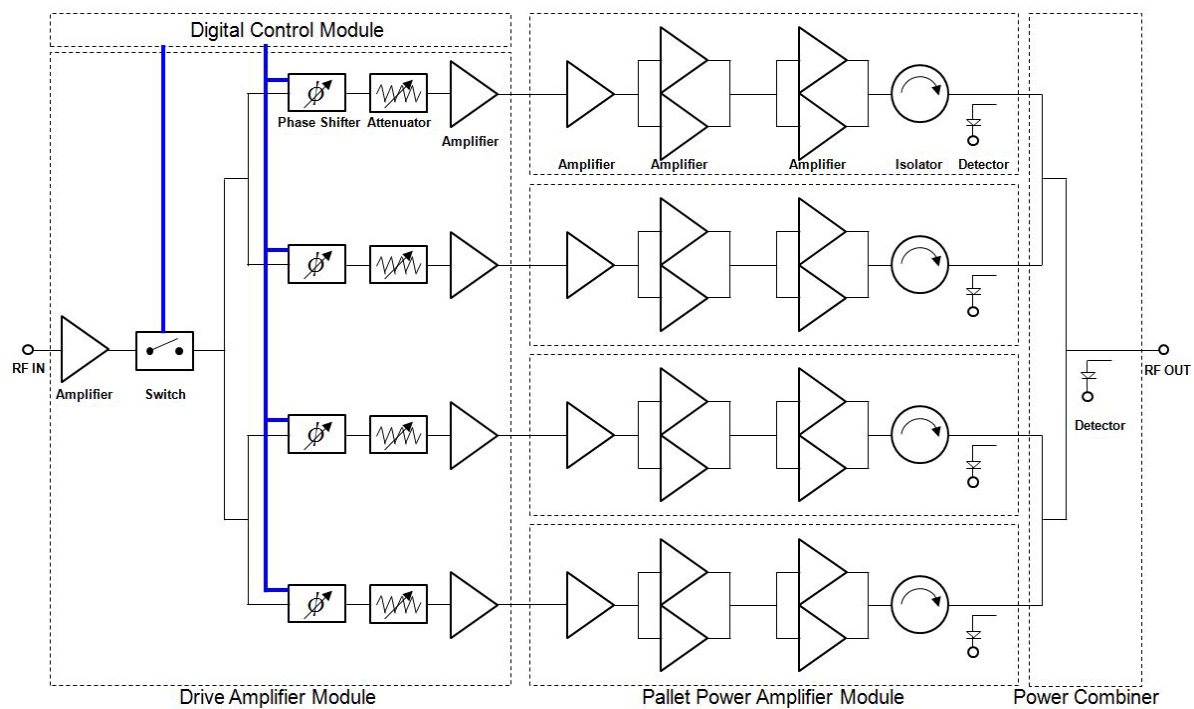 Digital Control Module
Phase Shifter
Attenuator
Amplifier
Amplifier
Amplifier
Amplifier
Isolator
Detector
RF IN
Amplifier
Switch
RF OUT
Detector
Drive Amplifier Module
Pallet Power Amplifier Module
Power Combiner